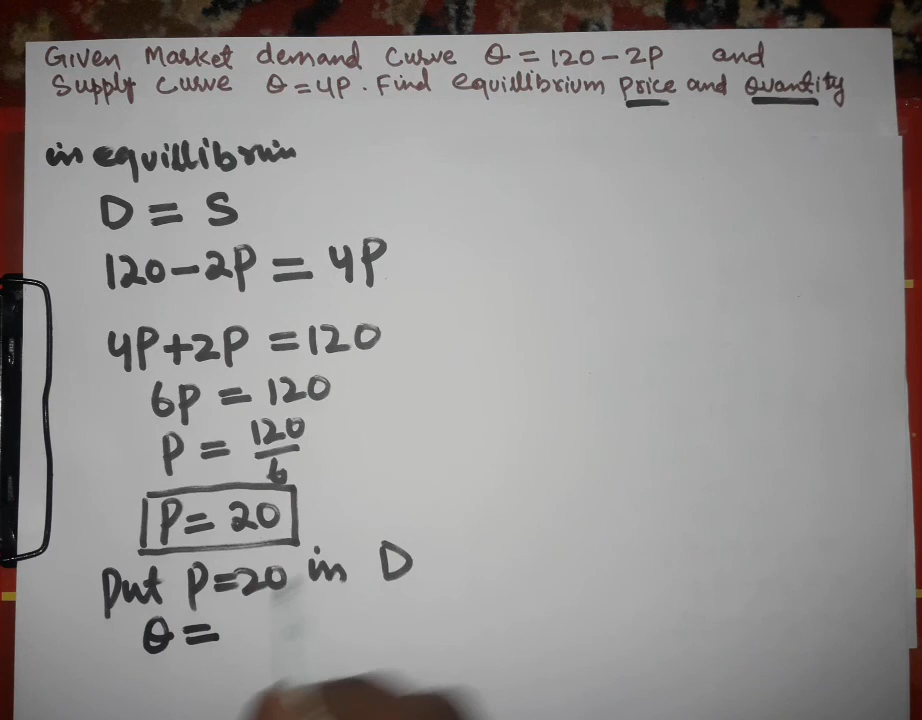 Given Market demand Curve Q = 120 - 2P and
Supply Curve Q = 4P. Find equillibrium Price and Quantity
in equillibrium
D = S
120 - 2P = 4P
4P + 2P = 120
6P = 120
P = 120/6
P = 20
Put P = 20 in D
Q =